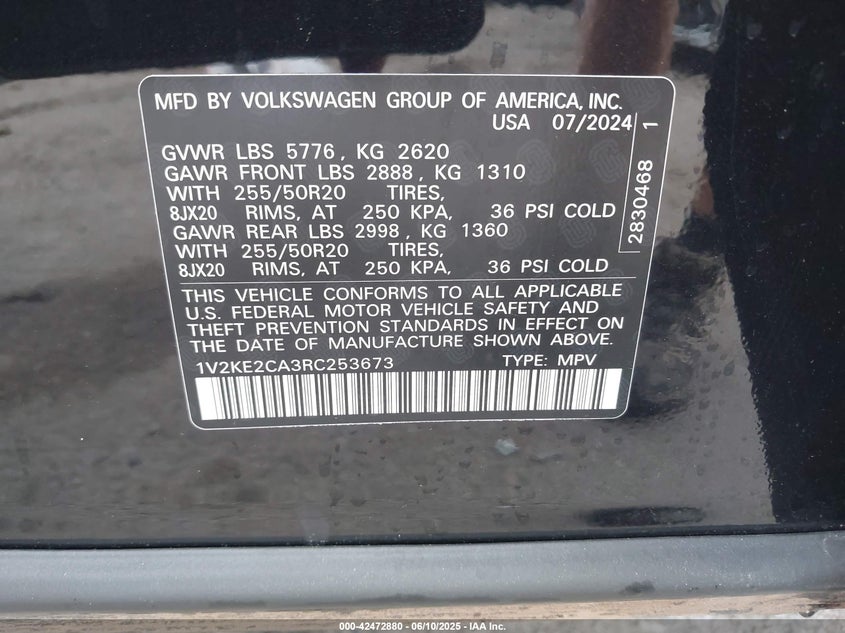 MFD BY VOLKSWAGEN GROUP OF AMERICA, INC.
USA 07/2024
GVWR LBS 5776, KG 2620
GAWR FRONT LBS 2888, KG 1310
WITH 255/50R20 TIRES,
8JX20 RIMS, AT 250 KPA, 36 PSI COLD
GAWR REAR LBS 2998, KG 1360
WITH 255/50R20 TIRES,
8JX20 RIMS, AT 250 KPA, 36 PSI COLD
2830468 1
THIS VEHICLE CONFORMS TO ALL APPLICABLE
U.S. FEDERAL MOTOR VEHICLE SAFETY AND
THEFT PREVENTION STANDARDS IN EFFECT ON
THE DATE OF MANUFACTURE SHOWN ABOVE.
1V2KE2CA3RC253673 TYPE: MPV
000-42472880 - 06/10/2025 - IAA Inc.